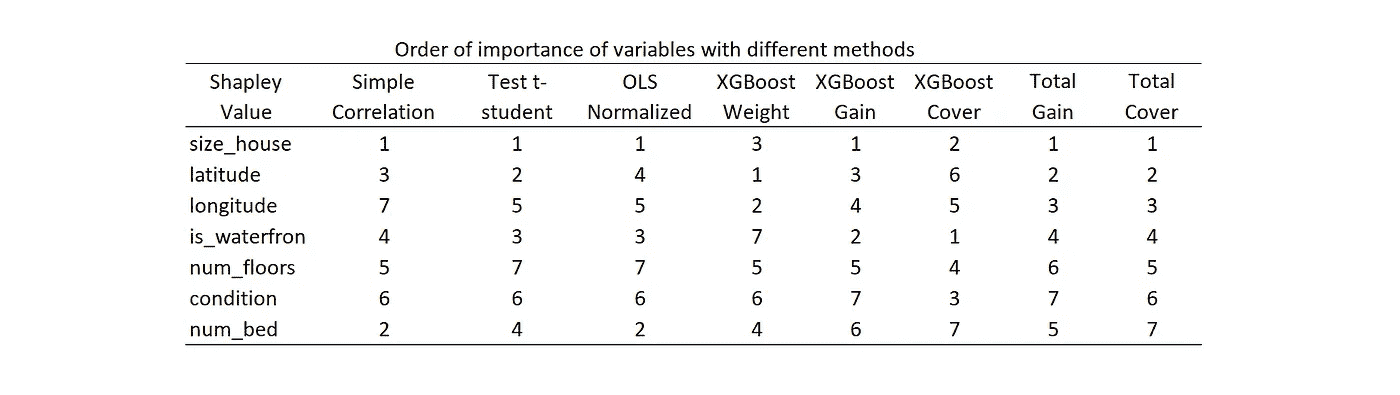 Order of importance of variables with different methods
Shapley Value Simple Correlation Test t-student OLS Normalized XGBoost Weight XGBoost Gain XGBoost Cover Total Gain Total Cover
size_house 1 1 1 3 1 2 1 1
latitude 3 2 4 1 3 6 2 2
longitude 7 5 5 2 4 5 3 3
is_waterfron 4 3 3 7 2 1 4 4
num_floors 5 7 7 5 5 4 6 5
condition 6 6 6 6 7 3 7 6
num_bed 2 4 2 4 6 7 5 7